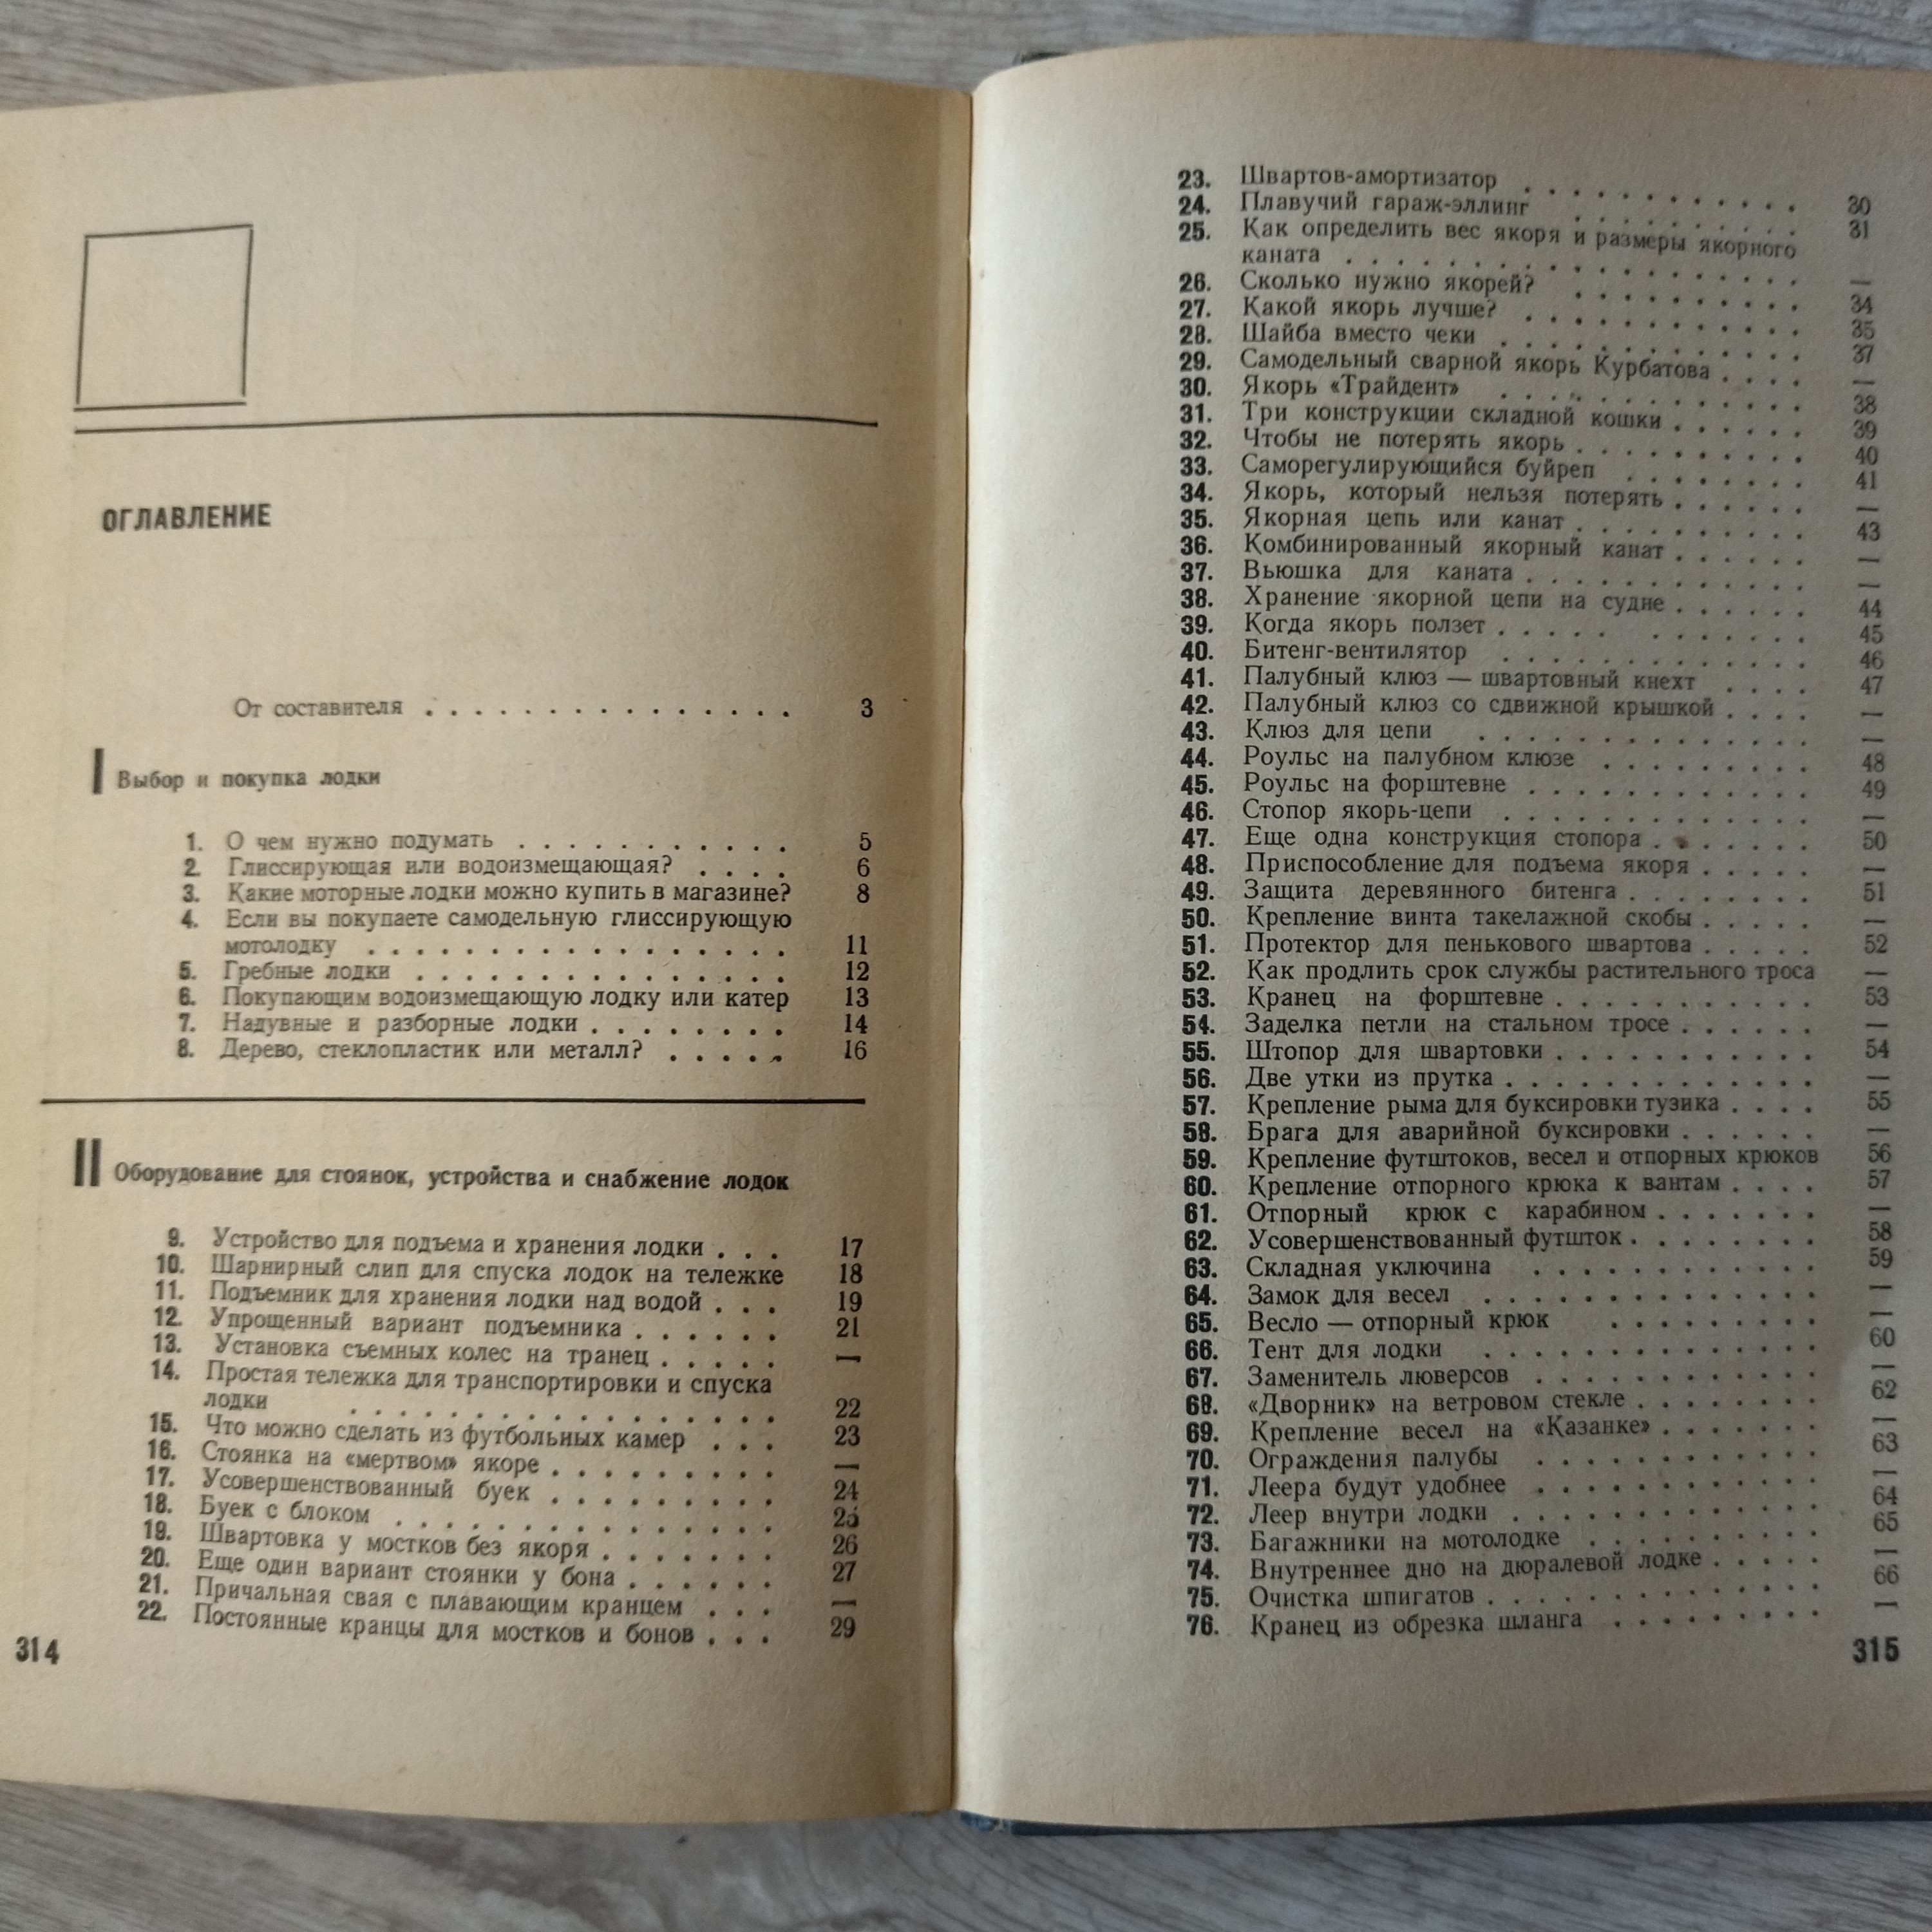 ОГЛАВЛЕНИЕ
От составителя . . . . . . . . . . . . . . . 3
I Выбор и покупка лодки
1. О чем нужно подумать . . . . . . . . . . . 5
2. Глиссирующая или водоизмещающая? . . . . 6
3. Какие моторные лодки можно купить в магазине? 8
4. Если вы покупаете самодельную глиссирующую
мотолодку . . . . . . . . . . . . . . . . . 11
5. Гребные лодки . . . . . . . . . . . . . . . 12
6. Покупающим водоизмещающую лодку или катер 13
7. Надувные и разборные лодки . . . . . . . . 14
8. Дерево, стеклопластик или металл? . . . . . 16
II Оборудование для стоянок, устройства и снабжение лодок
9. Устройство для подъема и хранения лодки . . . 17
10. Шарнирный слип для спуска лодок на тележке 18
11. Подъемник для хранения лодки над водой . . . 19
12. Упрощенный вариант подъемника . . . . . . 21
13. Установка съемных колес на транец . . . . . —
14. Простая тележка для транспортировки и спуска
лодки . . . . . . . . . . . . . . . . 22
15. Что можно сделать из футбольных камер . . . 23
16. Стоянка на «мертвом» якоре . . . . . . . . . —
17. Усовершенствованный буек . . . . . . . . . 24
18. Буек с блоком . . . . . . . . . . . . . . . 25
19. Швартовка у мостков без якоря . . . . . . . 26
20. Еще один вариант стоянки у бона . . . . . . 27
21. Причальная свая с плавающим кранцем . . . —
22. Постоянные кранцы для мостков и бонов . . . 29
314
23. Швартов-амортизатор . . . . . . . . . . . . 30
24. Плавучий гараж-эллинг . . . . . . . . . . 31
25. Как определить вес якоря и размеры якорного
каната . . . . . . . . . . . . . . . . . —
26. Сколько нужно якорей? . . . . . . . . . . 34
27. Какой якорь лучше? . . . . . . . . . . . . 35
28. Шайба вместо чеки . . . . . . . . . . . . . 37
29. Самодельный сварной якорь Курбатова . . . . —
30. Якорь «Трайдент» . . . . . . . . . . . . . 38
31. Три конструкции складной кошки . . . . . . 39
32. Чтобы не потерять якорь . . . . . . . . . . 40
33. Саморегулирующийся буйреп . . . . . . . . 41
34. Якорь, который нельзя потерять . . . . . . —
35. Якорная цепь или канат . . . . . . . . . . 43
36. Комбинированный якорный канат . . . . . . —
37. Вьюшка для каната . . . . . . . . . . . . —
38. Хранение якорной цепи на судне . . . . . . 44
39. Когда якорь ползет . . . . . . . . . . . . 45
40. Битенг-вентилятор . . . . . . . . . . . . . 46
41. Палубный клюз — швартовный кнехт . . . . 47
42. Палубный клюз со сдвижной крышкой . . . . —
43. Клюз для цепи . . . . . . . . . . . . . . —
44. Роульс на палубном клюзе . . . . . . . . . 48
45. Роульс на форштевне . . . . . . . . . . . . 49
46. Стопор якорь-цепи . . . . . . . . . . . . . —
47. Еще одна конструкция стопора . . . . . . . 50
48. Приспособление для подъема якоря . . . . . —
49. Защита деревянного битенга . . . . . . . . 51
50. Крепление винта такелажной скобы . . . . . —
51. Протектор для пенькового швартова . . . . . 52
52. Как продлить срок службы растительного троса —
53. Кранец на форштевне . . . . . . . . . . . 53
54. Заделка петли на стальном тросе . . . . . . —
55. Штопор для швартовки . . . . . . . . . . . 54
56. Две утки из прутка . . . . . . . . . . . . . —
57. Крепление рыма для буксировки тузика . . . . 55
58. Брага для аварийной буксировки . . . . . . —
59. Крепление футштоков, весел и отпорных крюков 56
60. Крепление отпорного крюка к вантам . . . . 57
61. Отпорный крюк с карабином . . . . . . . —
62. Усовершенствованный футшток . . . . . . . . 58
63. Складная уключина . . . . . . . . . . . . 59
64. Замок для весел . . . . . . . . . . . . . . —
65. Весло — отпорный крюк . . . . . . . . . —
66. Тент для лодки . . . . . . . . . . . . . . 60
67. Заменитель люверсов . . . . . . . . . . . . —
68. «Дворник» на ветровом стекле . . . . . . . . 62
69. Крепление весел на «Казанке» . . . . . . . —
70. Ограждения палубы . . . . . . . . . . . . 63
71. Леера будут удобнее . . . . . . . . . . . . —
72. Леер внутри лодки . . . . . . . . . . . . . 64
73. Багажники на мотолодке . . . . . . . . . . 65
74. Внутреннее дно на дюралевой лодке . . . . . —
75. Очистка шпигатов . . . . . . . . . . . . . . 66
76. Кранец из обрезка шланга . . . . . . . . . —
315